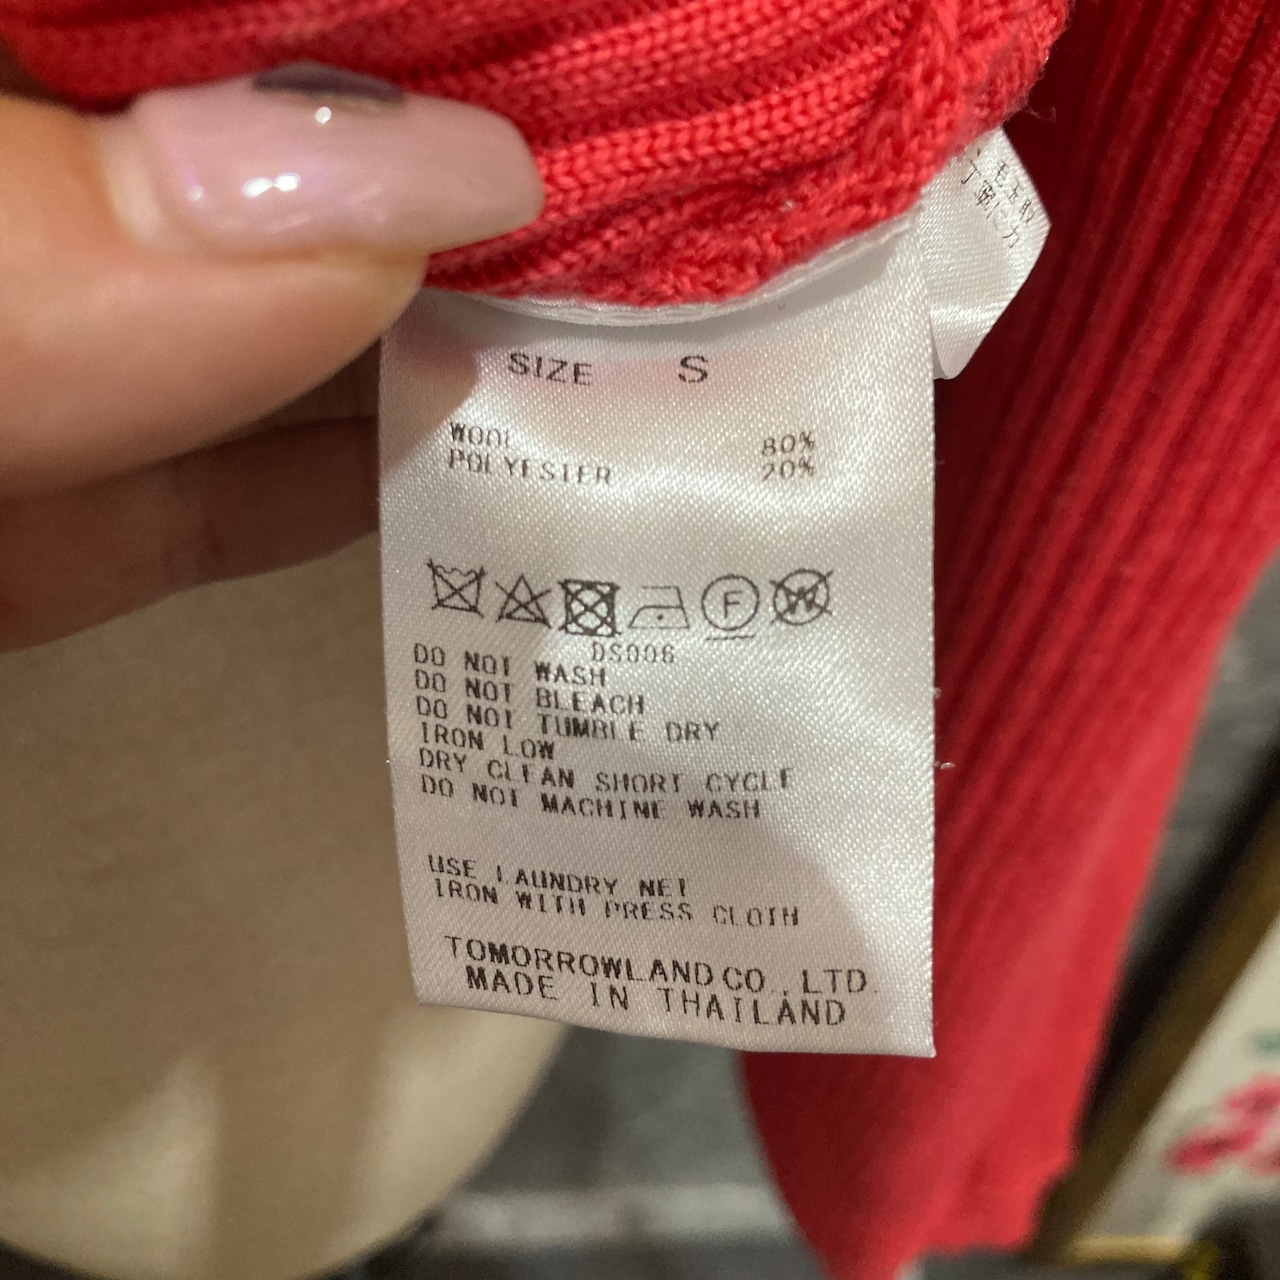 SIZE S
WOOL 80%
POLYESTER 20%
F W
DS006
DO NOT WASH
DO NOT BLEACH
DO NOT TUMBLE DRY
IRON LOW
DRY CLEAN SHORT CYCLE
DO NOT MACHINE WASH
USE LAUNDRY NET
IRON WITH PRESS CLOTH
TOMORROWLAND CO., LTD.
MADE IN THAILAND